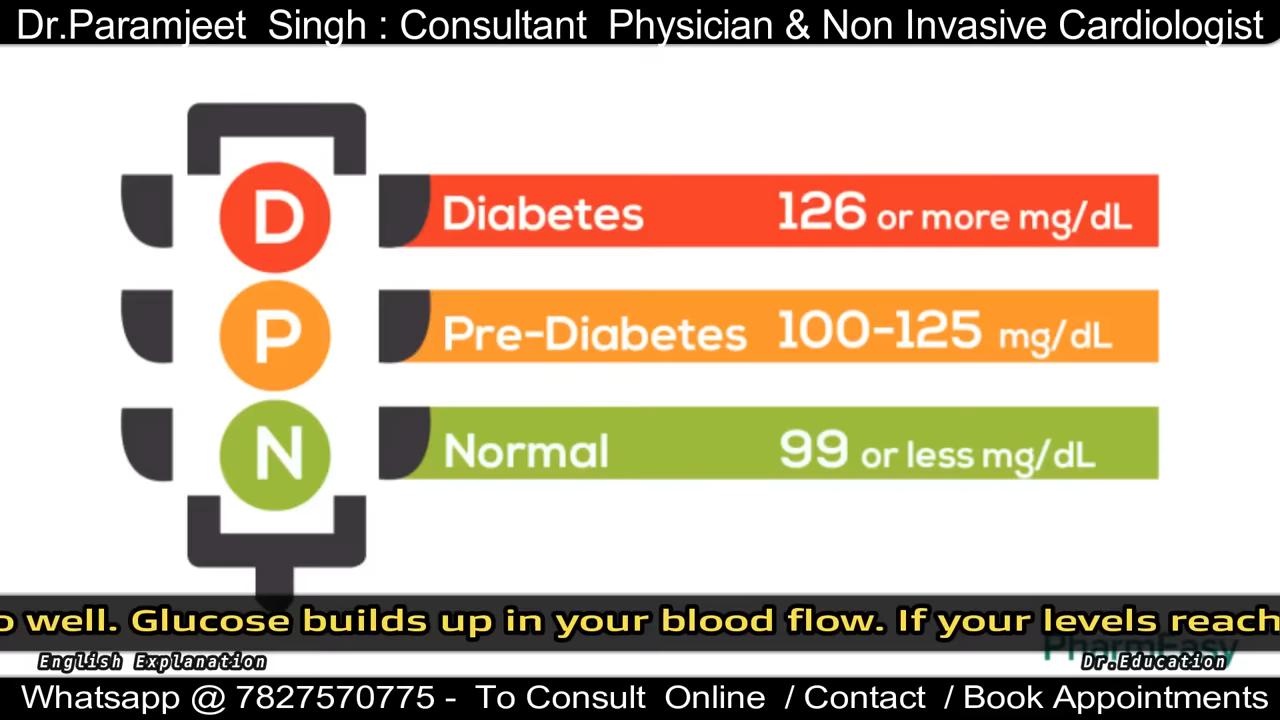 Dr.Paramjeet Singh : Consultant Physician & Non Invasive Cardiologist
D
Diabetes 126 or more mg/dL
P
Pre-Diabetes 100-125 mg/dL
N
Normal 99 or less mg/dL
well. Glucose builds up in your blood flow. If your levels reach
PharmEasy
English Explanation
Dr.Education
Whatsapp @ 7827570775 - To Consult Online / Contact / Book Appointments